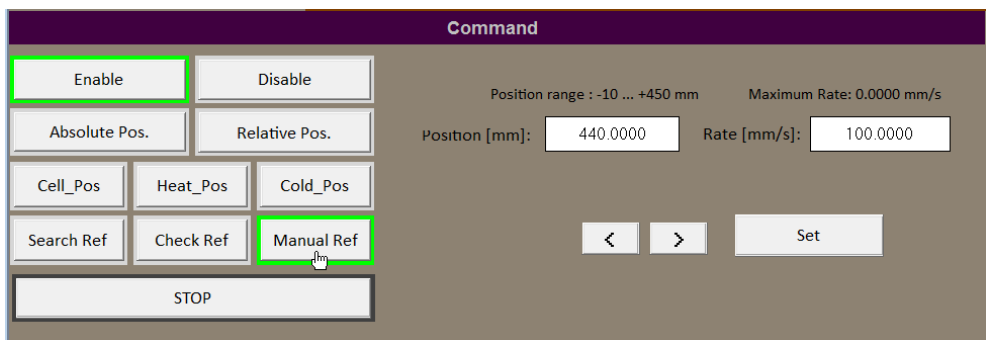 Command
Enable Disable
Position range : -10 ... +450 mm Maximum Rate: 0.0000 mm/s
Absolute Pos. Relative Pos.
Position [mm]: 440.0000 Rate [mm/s]: 100.0000
Cell_Pos Heat_Pos Cold_Pos
Search Ref Check Ref Manual Ref
< > Set
STOP